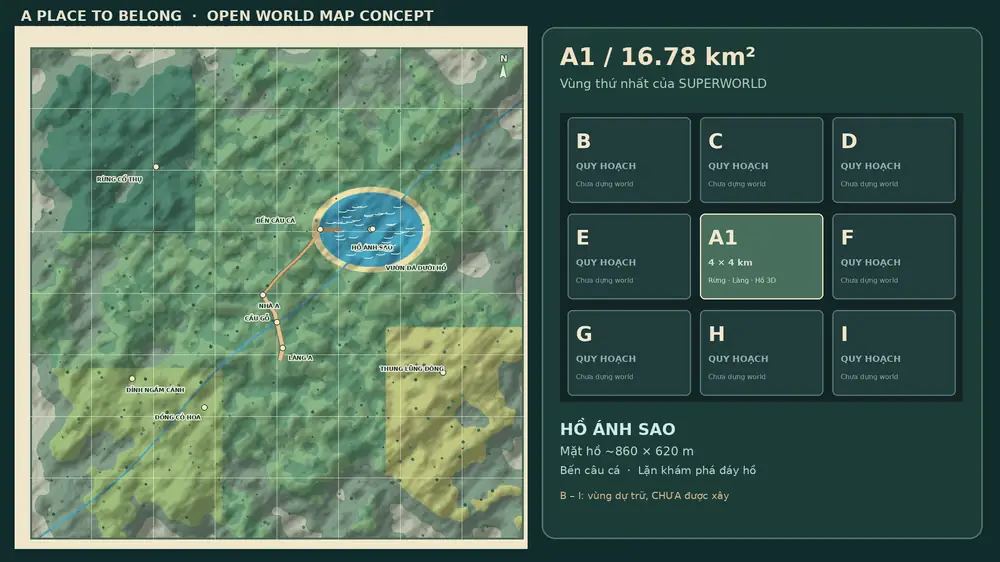 A PLACE TO BELONG · OPEN WORLD MAP CONCEPT
N
RỪNG CỔ THỤ
BẾN CÂU CÁ
HỒ ÁNH SAO
VƯỜN ĐÁ DƯỚI HỒ
NHÀ A
CẦU GỖ
LÀNG A
THUNG LŨNG ĐÔNG
ĐỈNH NGẮM CẢNH
ĐỒNG CỎ HOA
A1 / 16.78 km²
Vùng thứ nhất của SUPERWORLD
B
QUY HOẠCH
Chưa dựng world
C
QUY HOẠCH
Chưa dựng world
D
QUY HOẠCH
Chưa dựng world
E
QUY HOẠCH
Chưa dựng world
A1
4 × 4 km
Rừng · Làng · Hồ 3D
F
QUY HOẠCH
Chưa dựng world
G
QUY HOẠCH
Chưa dựng world
H
QUY HOẠCH
Chưa dựng world
I
QUY HOẠCH
Chưa dựng world
HỒ ÁNH SAO
Mặt hồ ~860 × 620 m
Bến câu cá · Lặn khám phá đáy hồ
B – I: vùng dự trữ, CHƯA được xây